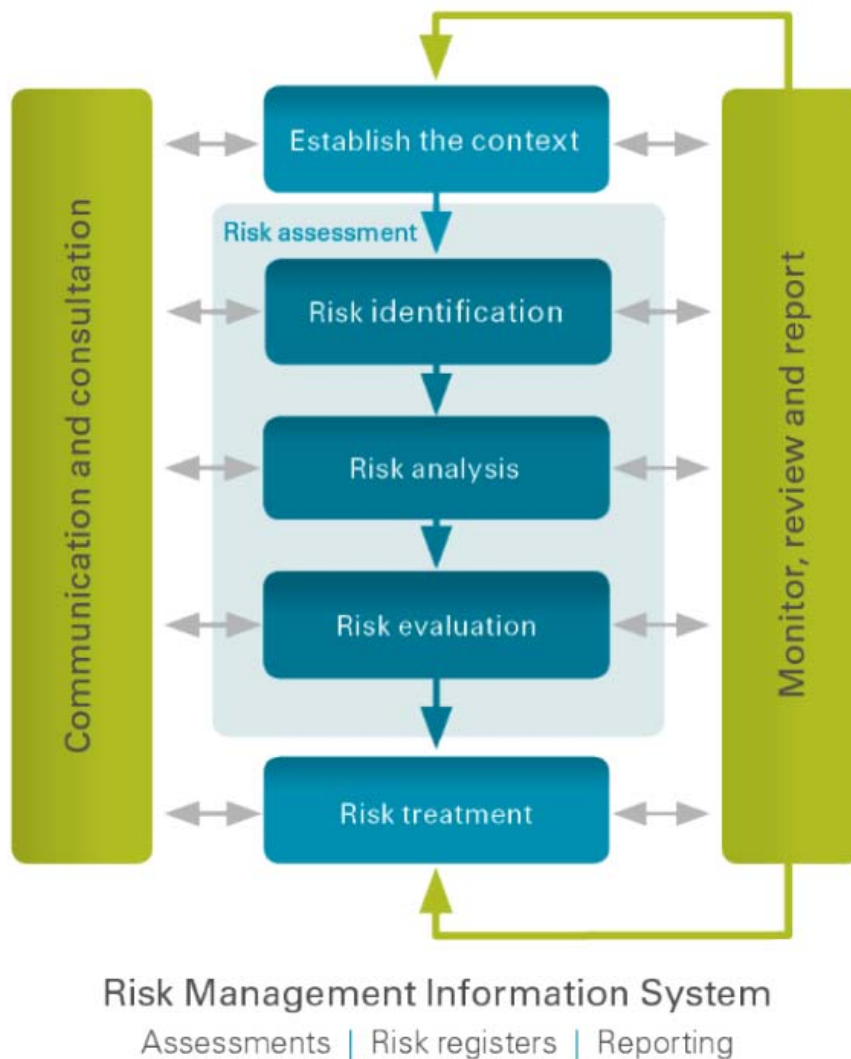 Establish the context
Risk assessment
Risk identification
Risk analysis
Risk evaluation
Risk treatment
Communication and consultation
Monitor, review and report
Risk Management Information System
Assessments | Risk registers | Reporting